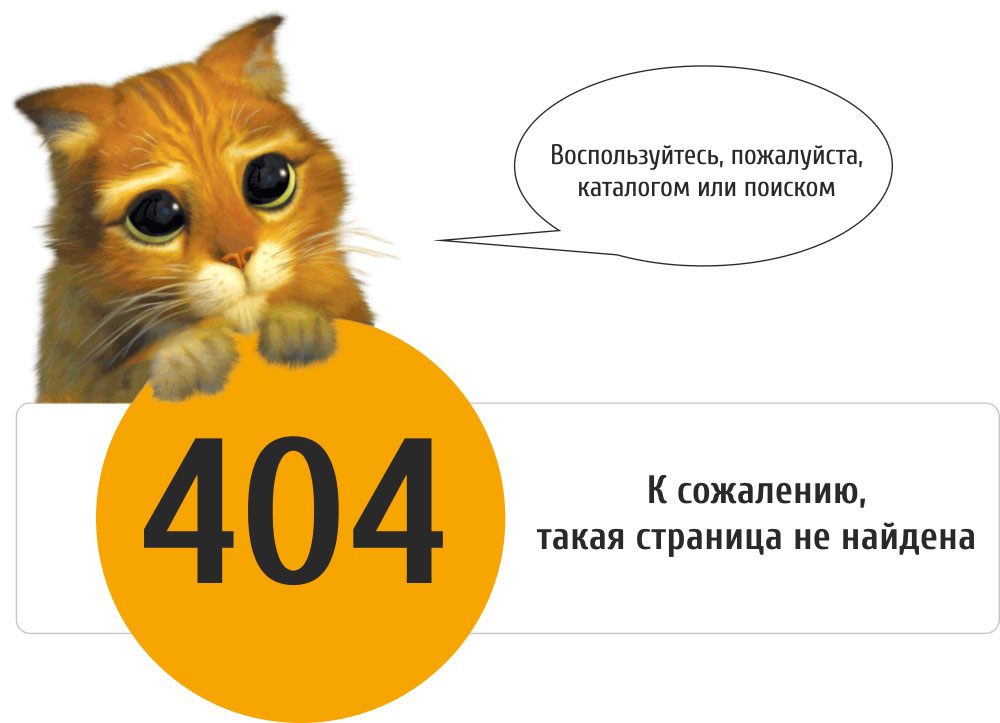 Воспользуйтесь, пожалуйста,
каталогом или поиском
404
К сожалению,
такая страница не найдена